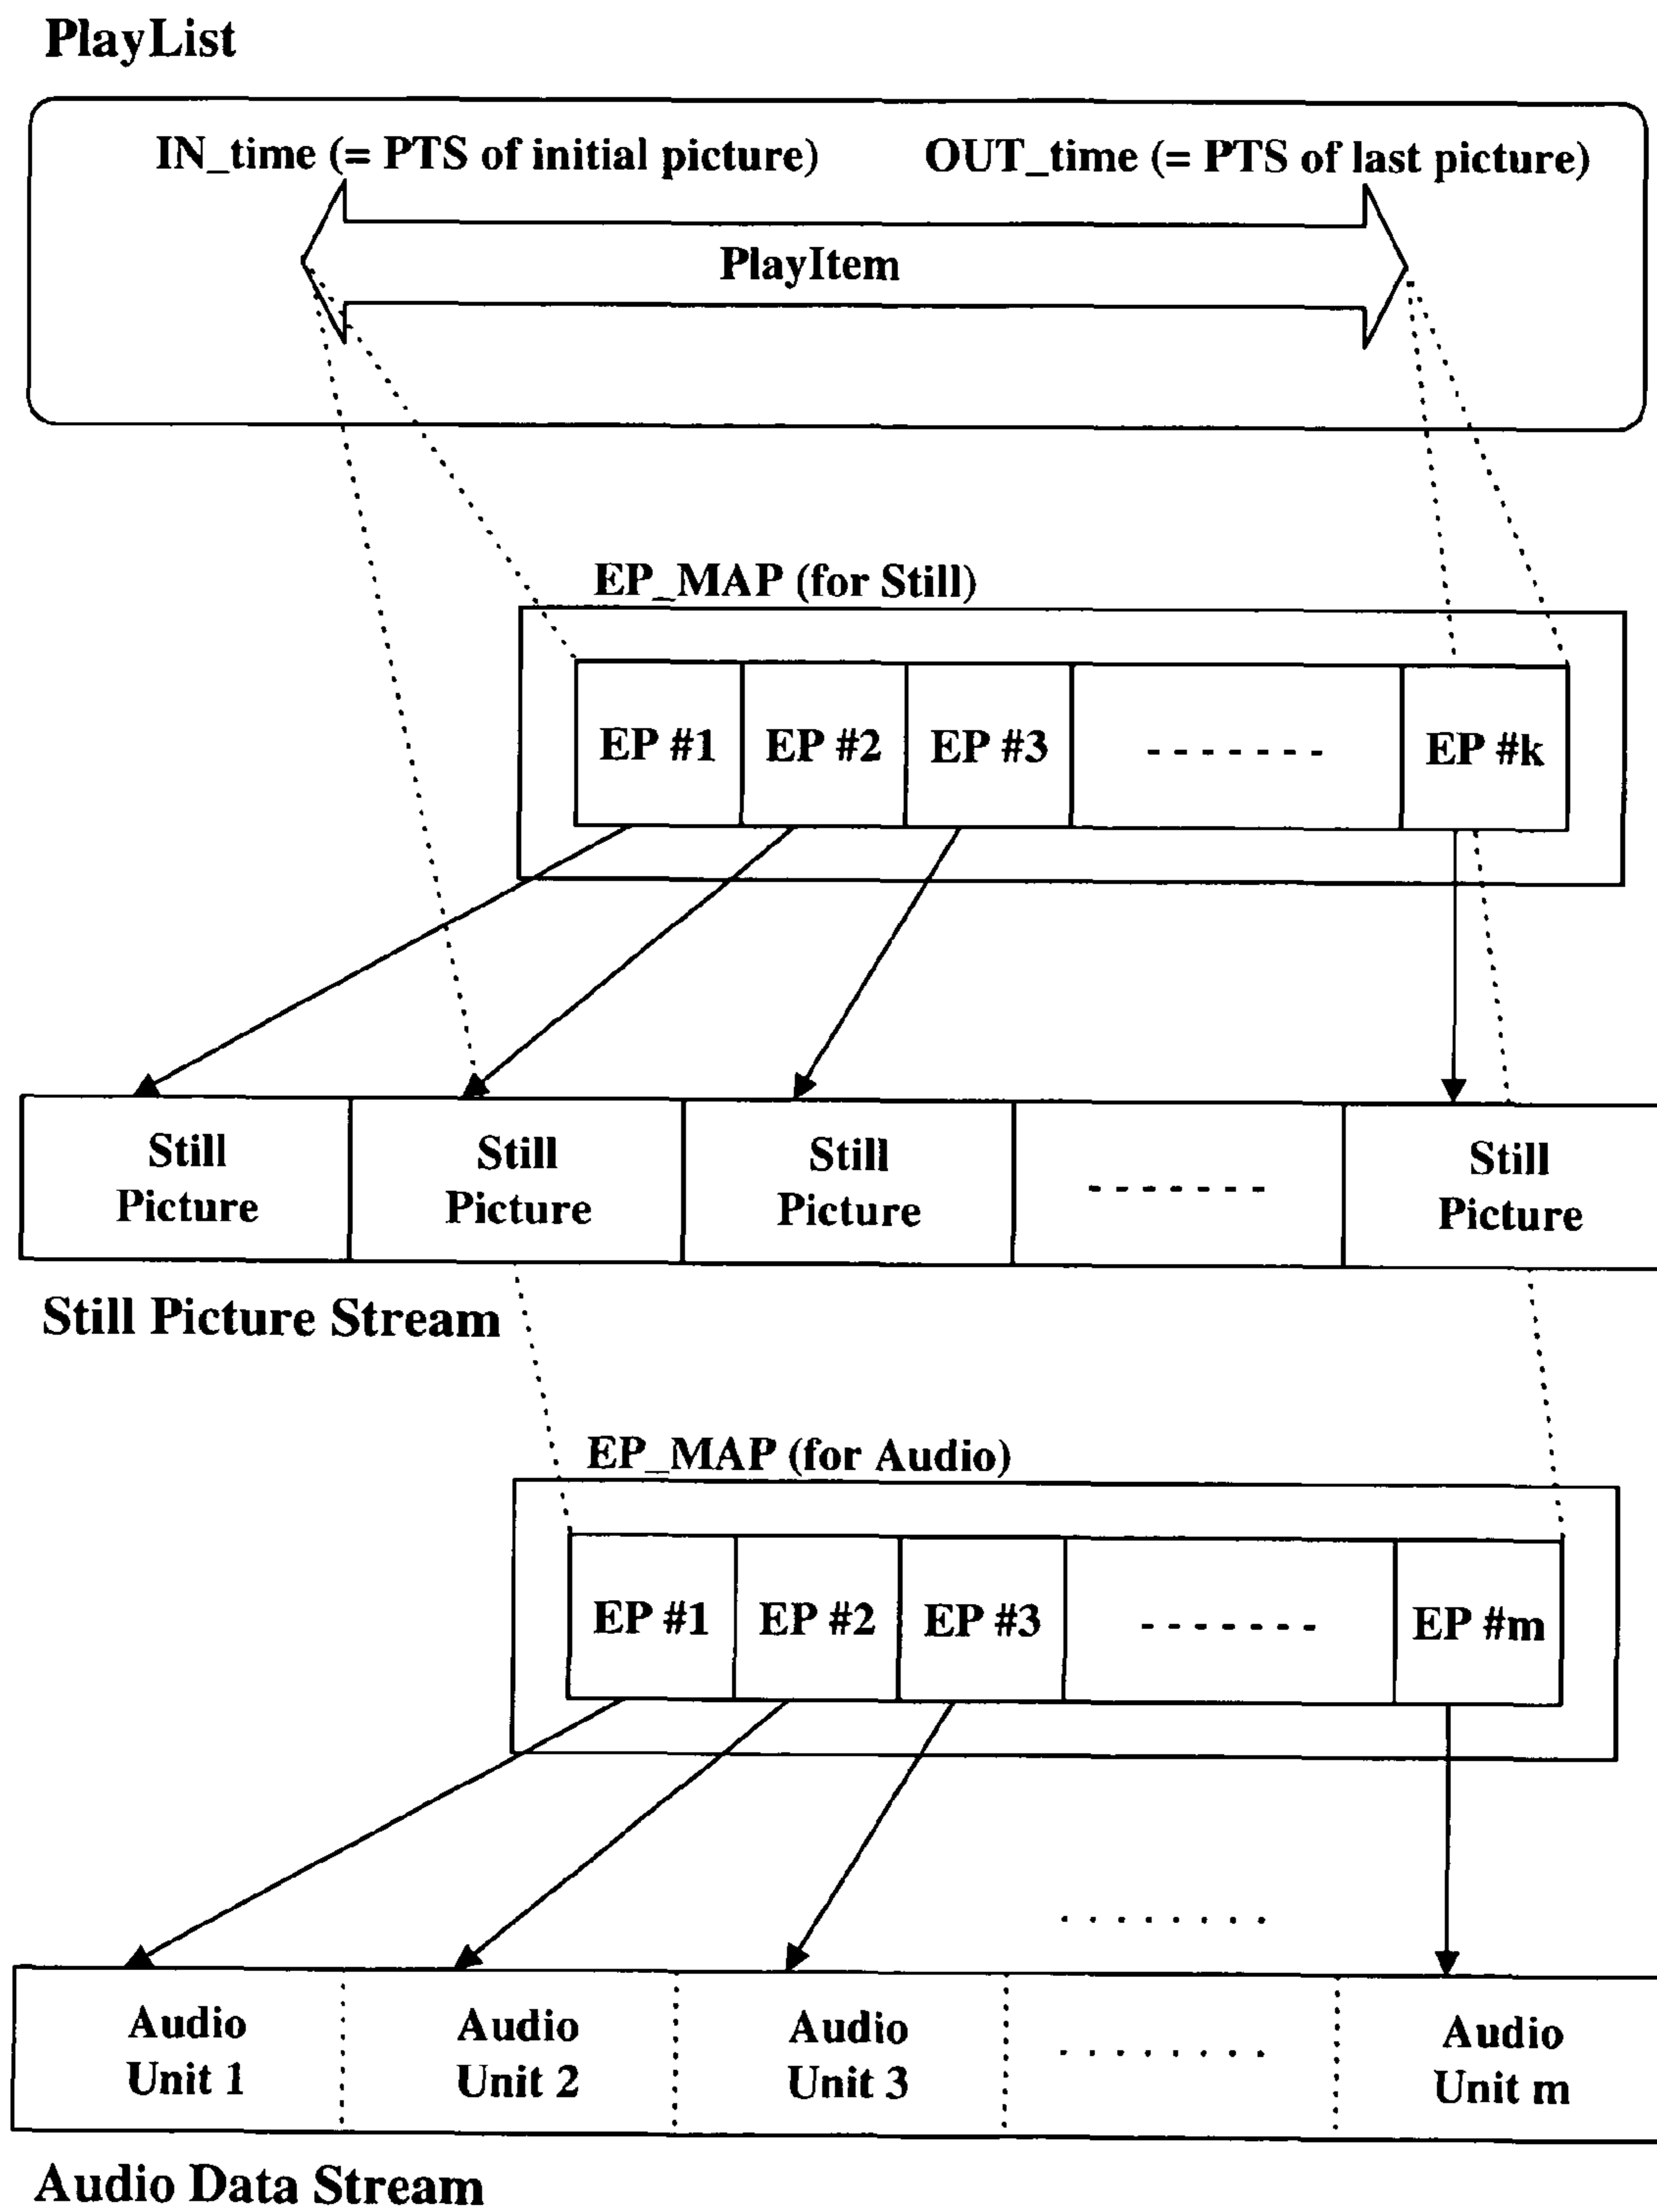 PlayList
IN_time (= PTS of initial picture) OUT_time (= PTS of last picture)
PlayItem
EP_MAP (for Still)
EP #1 EP #2 EP #3 ------- EP #k
Still Still Still Still
Picture Picture Picture ------- Picture
Still Picture Stream
EP_MAP (for Audio)
EP #1 EP #2 EP #3 ------- EP #m
Audio Audio Audio Audio
Unit 1 Unit 2 Unit 3 ········ Unit m
Audio Data Stream